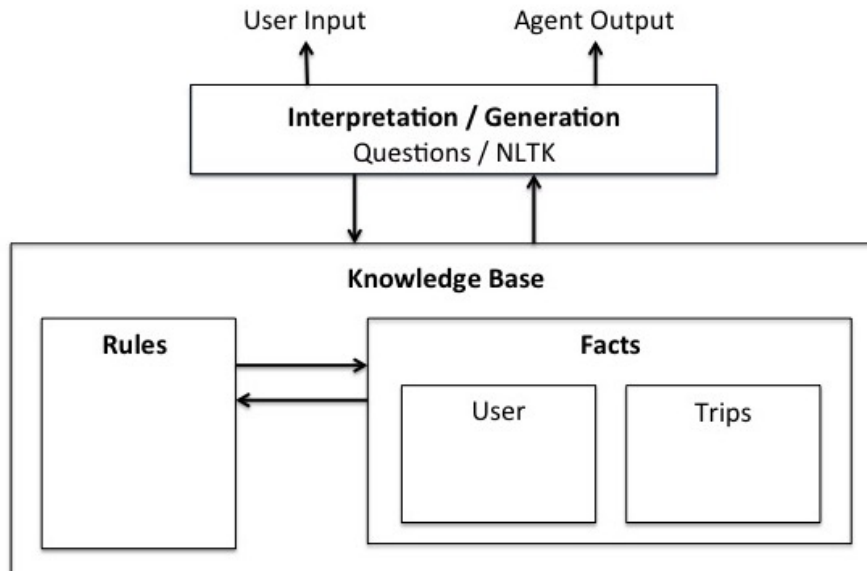 User Input
Agent Output
Interpretation / Generation
Questions / NLTK
Knowledge Base
Rules
Facts
User
Trips